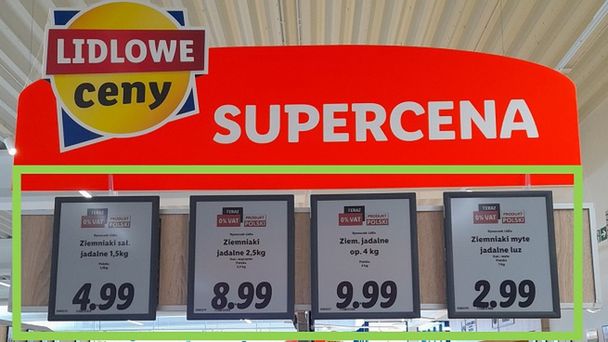 LIDLOWE
ceny
SUPERCENA
TERAZ
0% VAT
PRODUKT
POLSKI
Ziemniaki sał.
jadalne 1,5kg
4.99
TERAZ
0% VAT
PRODUKT
POLSKI
Ziemniaki
jadalne 2,5kg
8.99
TERAZ
0% VAT
PRODUKT
POLSKI
Ziem. jadalne
op. 4 kg
9.99
TERAZ
0% VAT
PRODUKT
POLSKI
Ziemniaki myte
jadalne luz
2.99